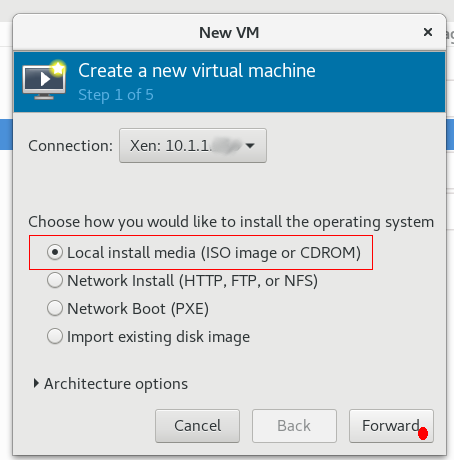 New VM
Create a new virtual machine
Step 1 of 5
Connection: Xen: 10.1.1.
Choose how you would like to install the operating system
Local install media (ISO image or CDROM)
Network Install (HTTP, FTP, or NFS)
Network Boot (PXE)
Import existing disk image
Architecture options
Cancel Back Forward